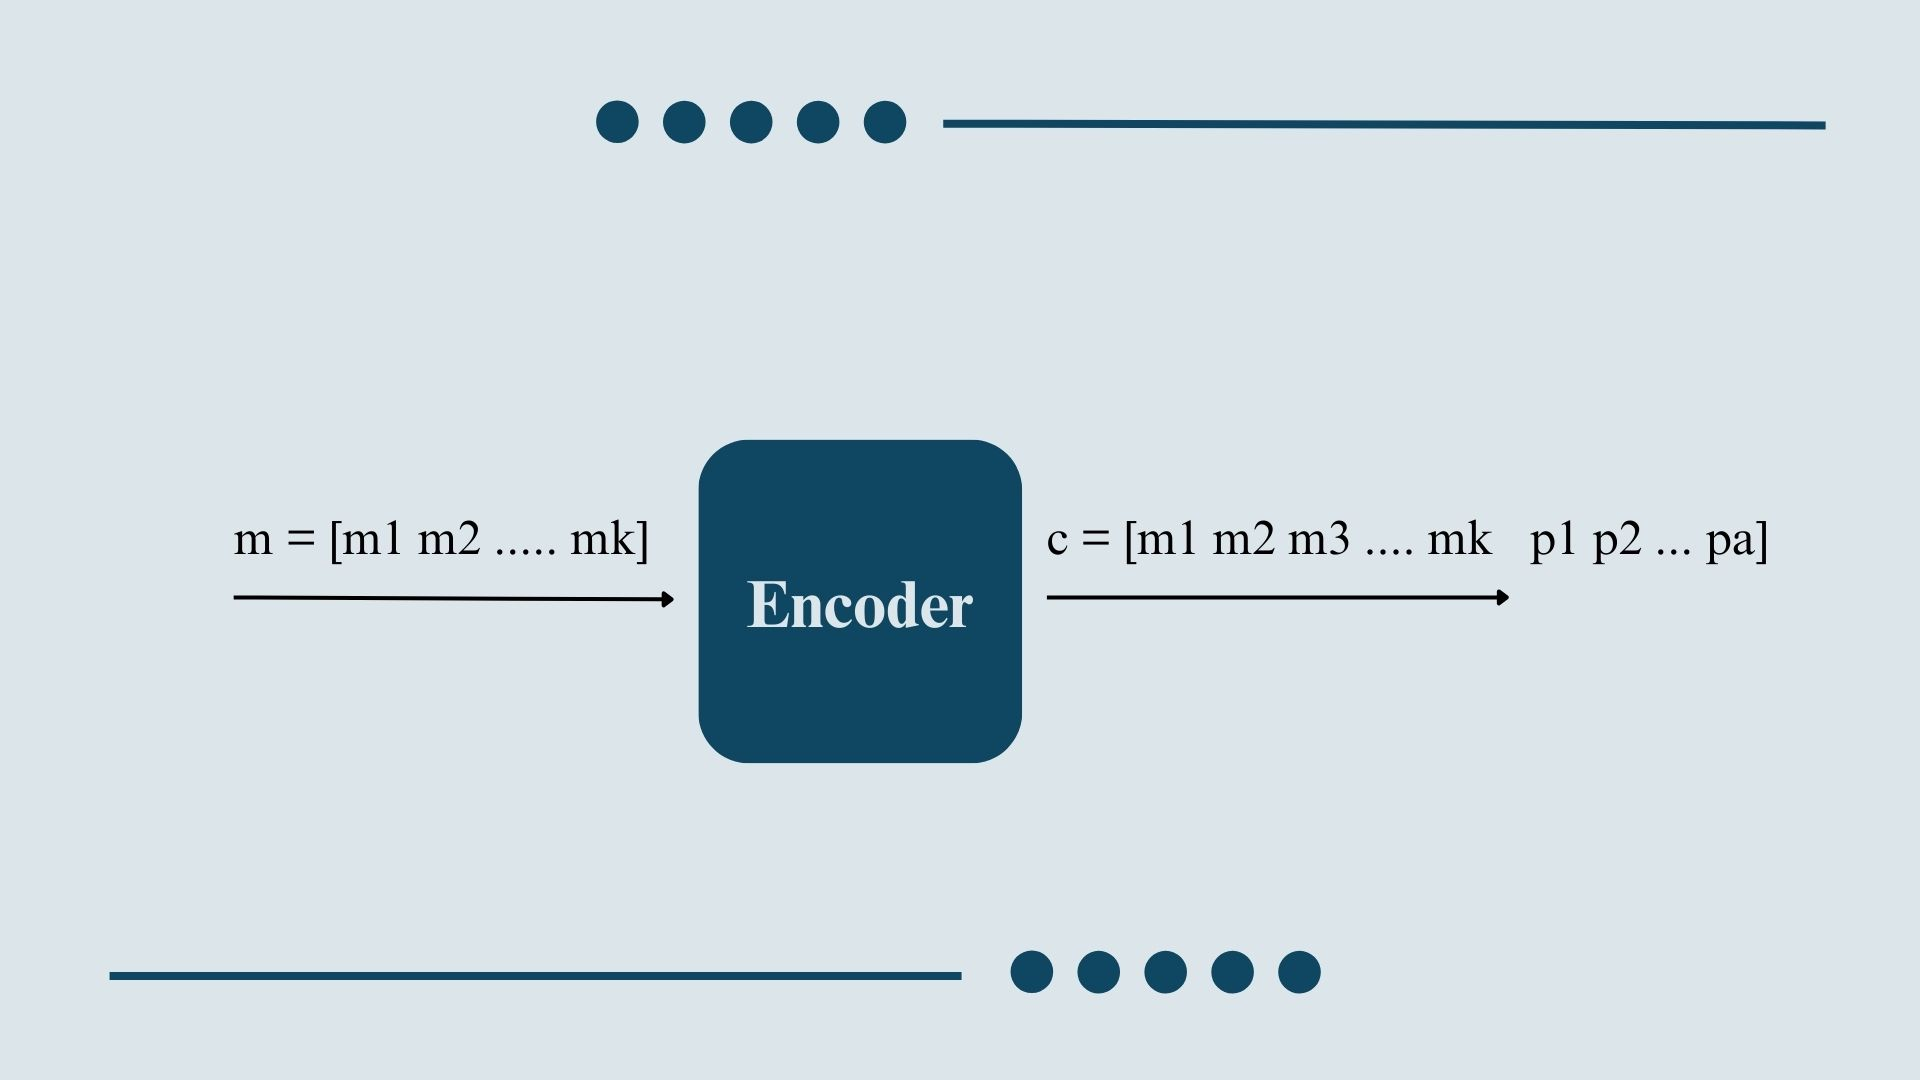 m = [m1 m2 ..... mk]
c = [m1 m2 m3 .... mk   p1 p2 ... pa]
Encoder